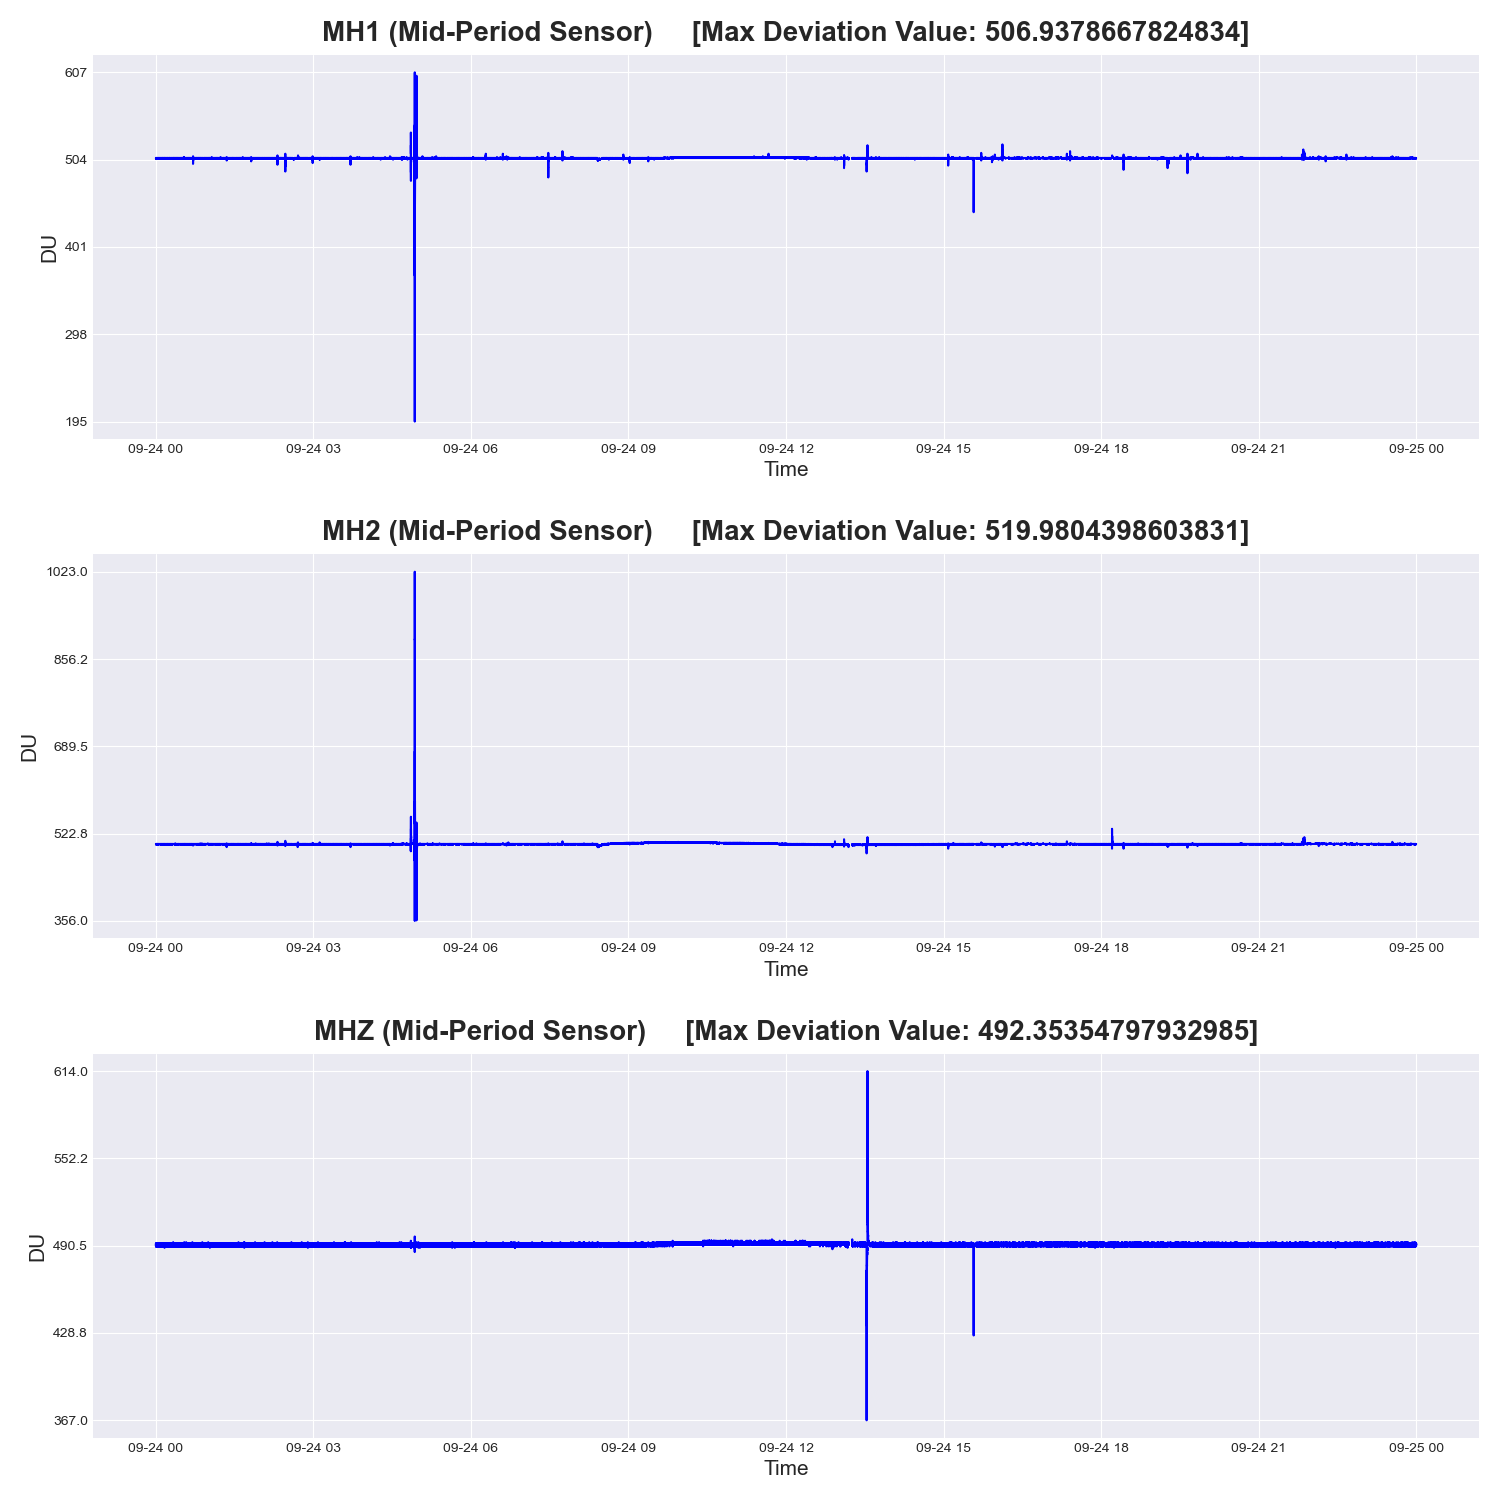 MH1 (Mid-Period Sensor) [Max Deviation Value: 506.9378667824834]
607
504
401
298
195
DU
09-24 00 09-24 03 09-24 06 09-24 09 09-24 12 09-24 15 09-24 18 09-24 21 09-25 00
Time
MH2 (Mid-Period Sensor) [Max Deviation Value: 519.9804398603831]
1023.0
856.2
689.5
522.8
356.0
DU
09-24 00 09-24 03 09-24 06 09-24 09 09-24 12 09-24 15 09-24 18 09-24 21 09-25 00
Time
MHZ (Mid-Period Sensor) [Max Deviation Value: 492.35354797932985]
614.0
552.2
490.5
428.8
367.0
DU
09-24 00 09-24 03 09-24 06 09-24 09 09-24 12 09-24 15 09-24 18 09-24 21 09-25 00
Time